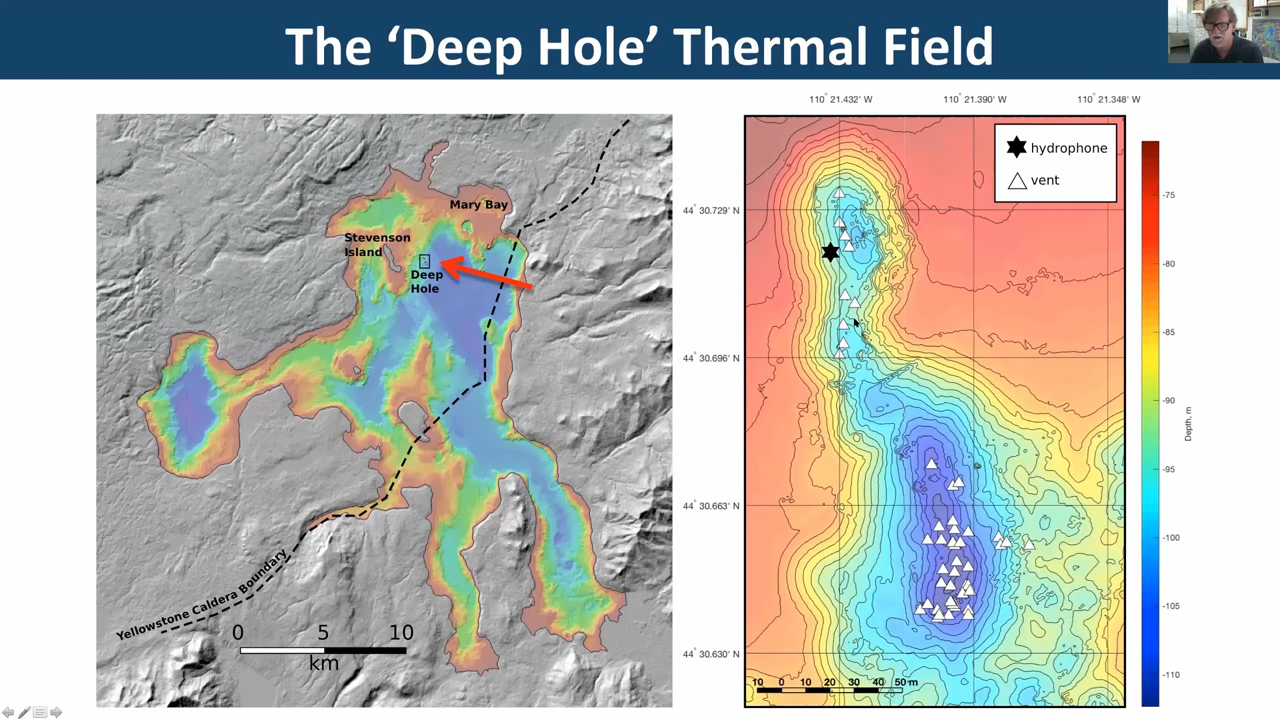 The ‘Deep Hole’ Thermal Field
Mary Bay
Stevenson
Island
Deep
Hole
Yellowstone Caldera Boundary
0 5 10
km
110° 21.432' W 110° 21.390' W 110° 21.348' W
hydrophone
vent
44° 30.729' N
44° 30.696' N
44° 30.663' N
44° 30.630' N
10 0 10 20 30 40 50 m
-75
-80
-85
-90
-95
-100
-105
-110
Depth, m